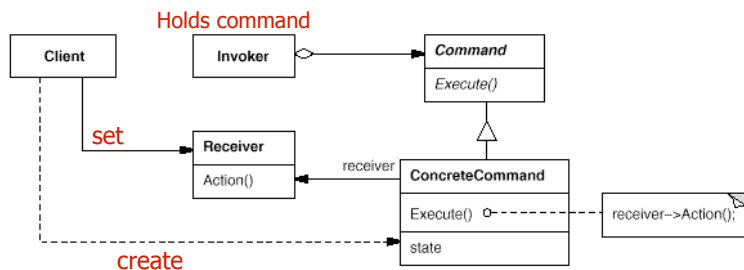 Holds command
Client
Invoker
Command
Execute()
set
Receiver
Action()
receiver
ConcreteCommand
Execute()
receiver->Action();
state
create